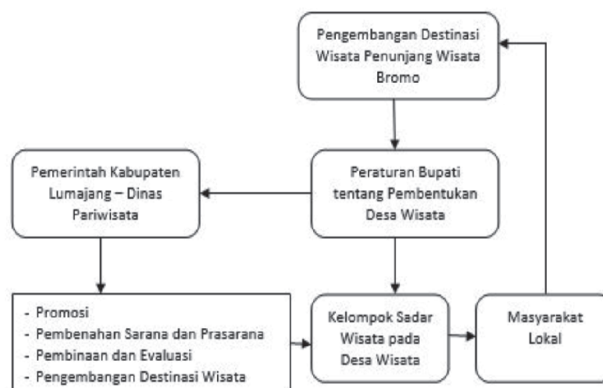 Pengembangan Destinasi
Wisata Penunjang Wisata
Bromo
Pemerintah Kabupaten
Lumajang – Dinas
Pariwisata
Peraturan Bupati
tentang Pembentukan
Desa Wisata
- Promosi
- Pembenahan Sarana dan Prasarana
- Pembinaan dan Evaluasi
- Pengembangan Destinasi Wisata
Kelompok Sadar
Wisata pada
Desa Wisata
Masyarakat
Lokal